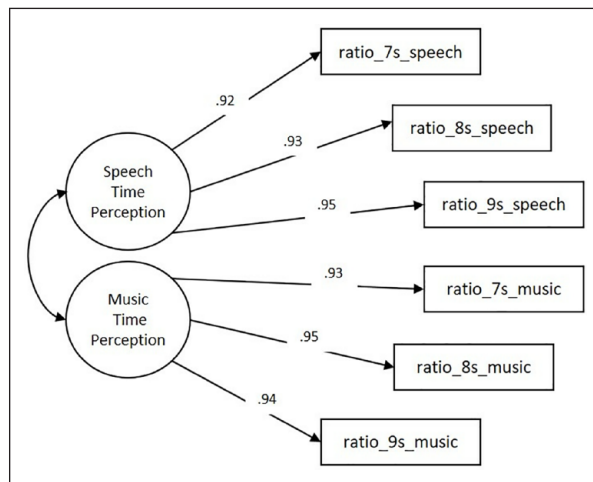 ratio_7s_speech
.92
ratio_8s_speech
.93
Speech
Time
Perception
.95
ratio_9s_speech
.93
ratio_7s_music
Music
Time
Perception
.95
ratio_8s_music
.94
ratio_9s_music